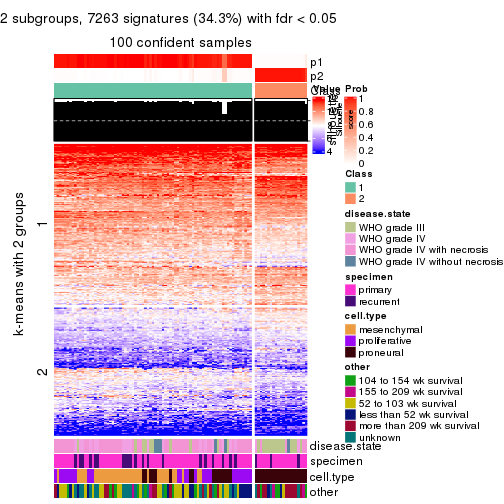 2 subgroups, 7263 signatures (34.3%) with fdr < 0.05
100 confident samples
p1
p2
Class
Value
Prob
1
0.8
0.6
0.4
0.2
0
4
Silhouette
score
Class
1
2
disease.state
WHO grade III
WHO grade IV
WHO grade IV with necrosis
WHO grade IV without necrosis
specimen
primary
recurrent
cell.type
mesenchymal
proliferative
proneural
other
104 to 154 wk survival
155 to 209 wk survival
52 to 103 wk survival
less than 52 wk survival
more than 209 wk survival
unknown
k-means with 2 groups
1
2
disease.state
specimen
cell.type
other